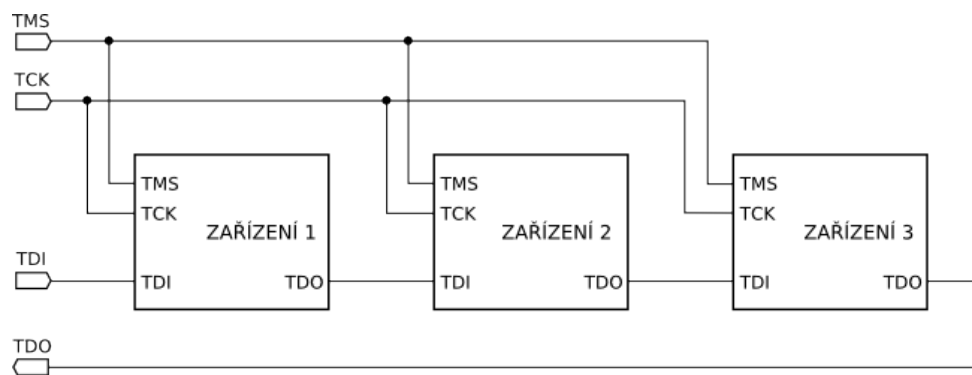 TMS
TCK
TMS
TCK
ZAŘÍZENÍ 1
TDI
TDO
TMS
TCK
ZAŘÍZENÍ 2
TDI
TDO
TMS
TCK
ZAŘÍZENÍ 3
TDI
TDO
TDI
TDO